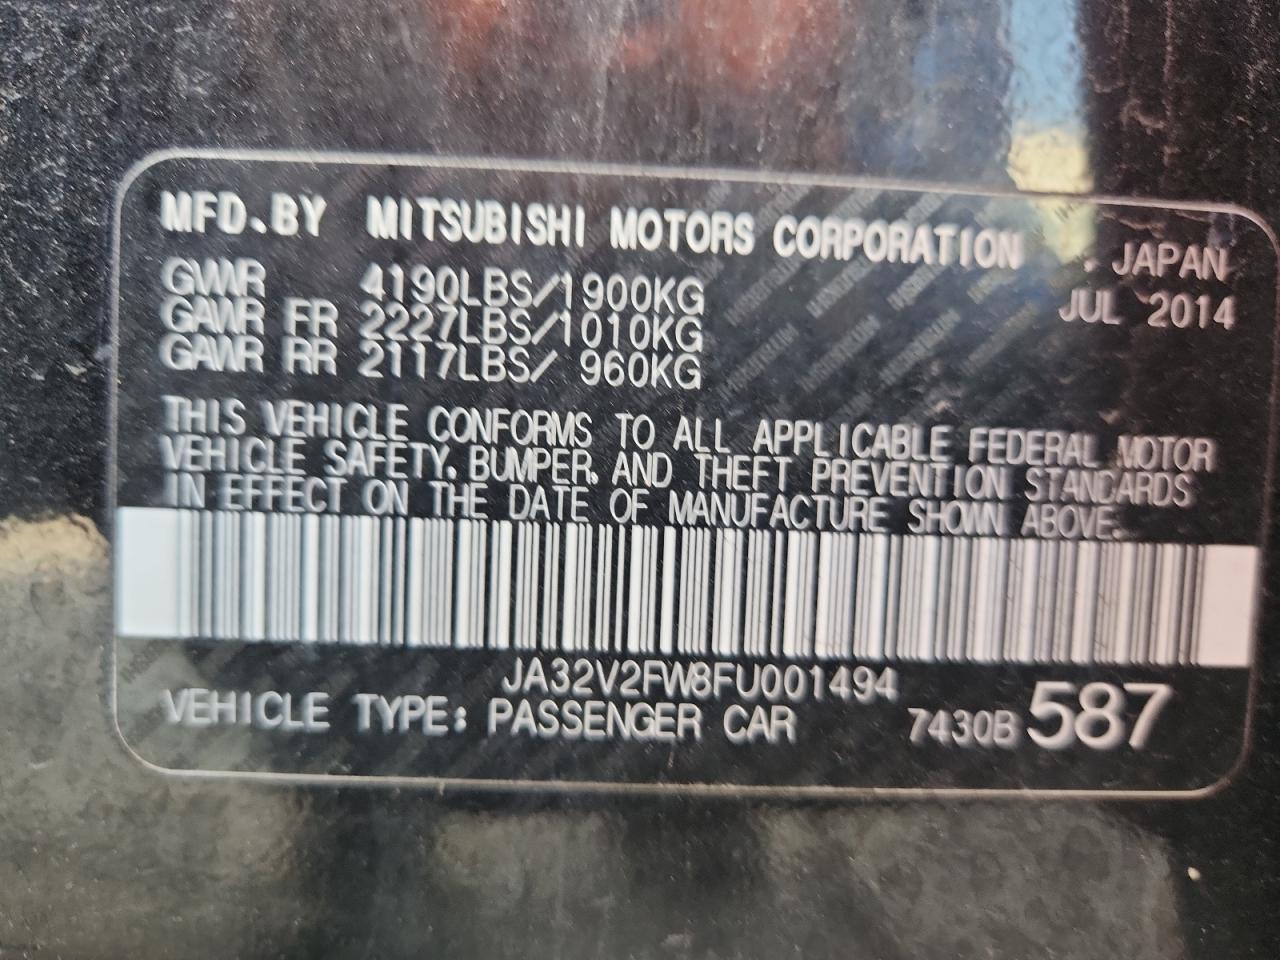 MFD.BY MITSUBISHI MOTORS CORPORATION . JAPAN
GVWR 4190LBS/1900KG JUL 2014
GAWR FR 2227LBS/1010KG
GAWR RR 2117LBS/ 960KG
THIS VEHICLE CONFORMS TO ALL APPLICABLE FEDERAL MOTOR
VEHICLE SAFETY, BUMPER, AND THEFT PREVENTION STANDARDS
IN EFFECT ON THE DATE OF MANUFACTURE SHOWN ABOVE.
JA32V2FW8FU001494
VEHICLE TYPE: PASSENGER CAR 7430B 587